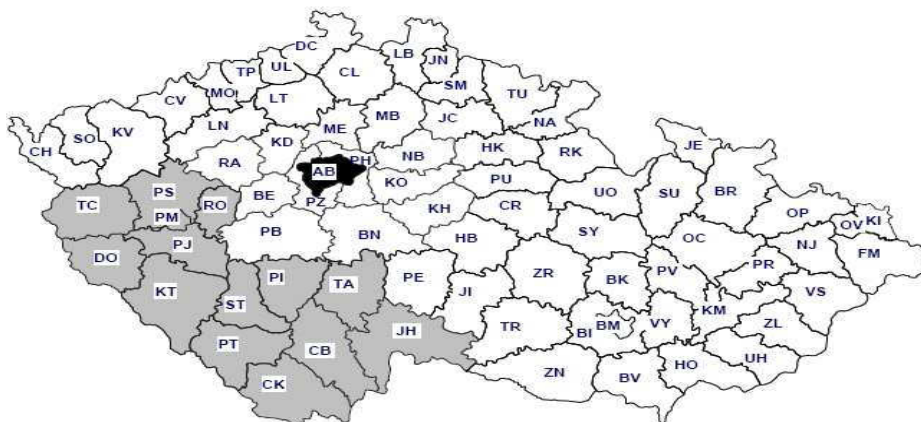 DC LB JN
TP UL CL
MO SM TU
CV LT MB JC NA
SO KV LN KD ME
CH RA AB PH NB HK RK JE
PS BE KO PU SU BR
TC PM RO PZ KH CR UO OP OV KI
PJ PB BN HB SY OC NJ FM
DO PI TA PE JI ZR BK PV PR VS
KT ST KM
PT CB JH TR BI BM VY ZL
CK ZN BV HO UH